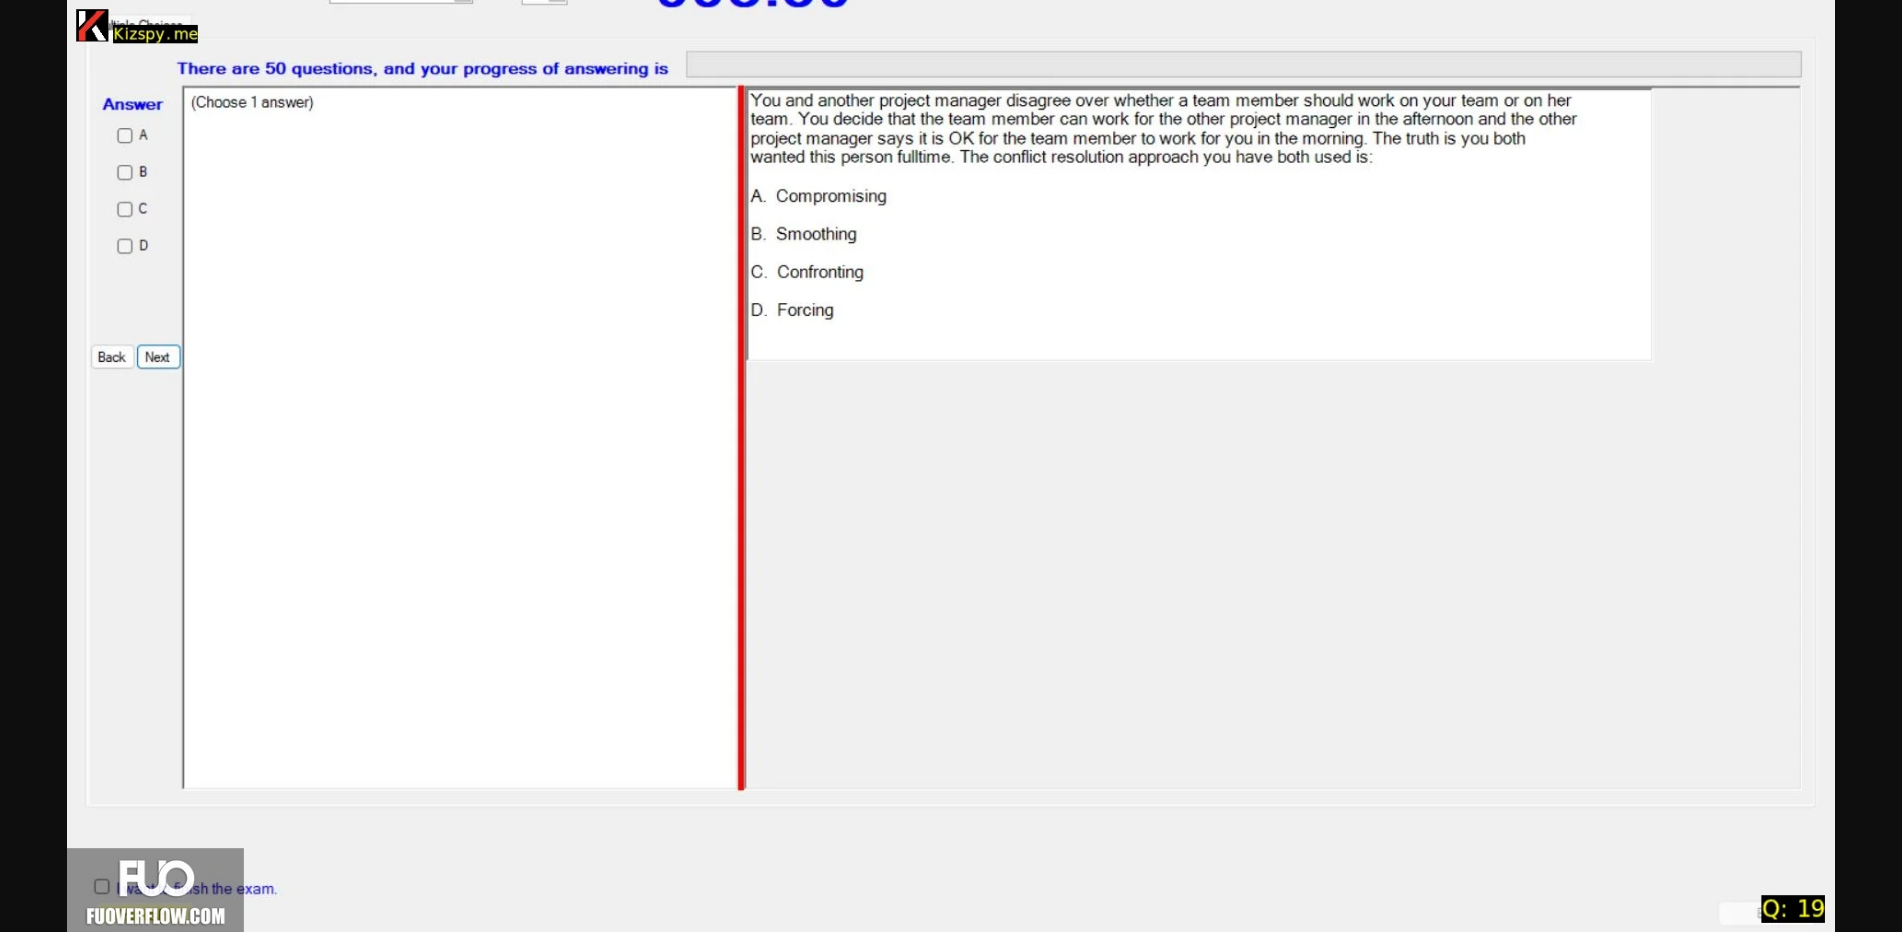 Kizspy.me
There are 50 questions, and your progress of answering is
Answer
(Choose 1 answer)
A
B
C
D
Back
Next
You and another project manager disagree over whether a team member should work on your team or on her
team. You decide that the team member can work for the other project manager in the afternoon and the other
project manager says it is OK for the team member to work for you in the morning. The truth is you both
wanted this person fulltime. The conflict resolution approach you have both used is:
A. Compromising
B. Smoothing
C. Confronting
D. Forcing
FUO
the exam.
FUOVERFLOW.COM
Q: 19